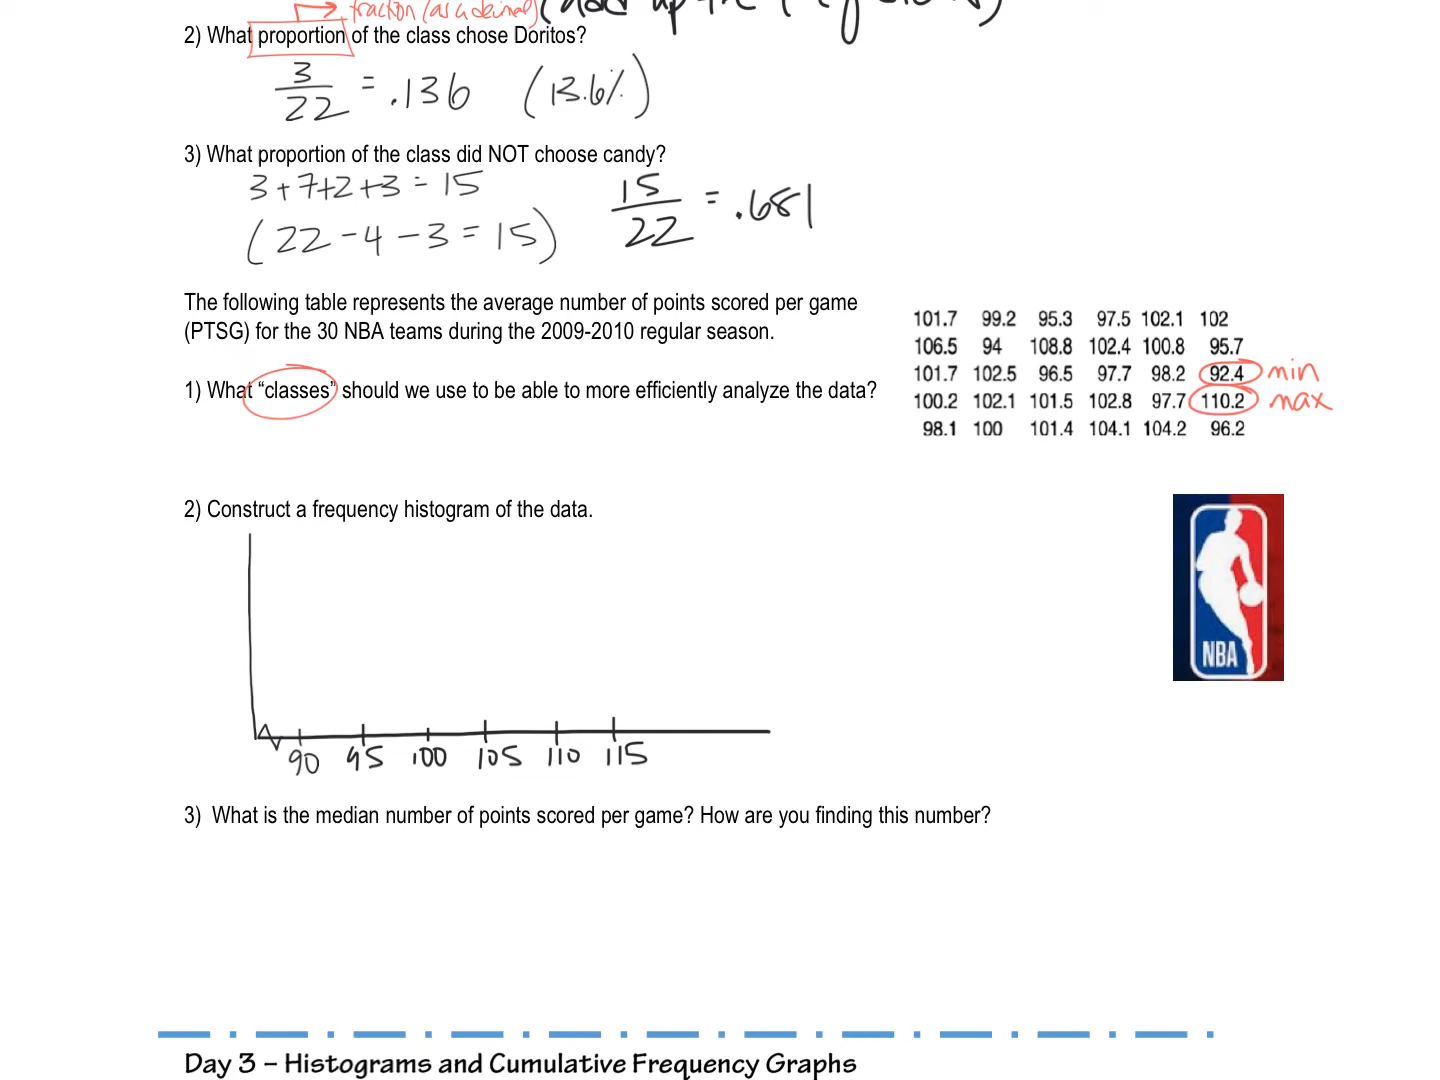 fraction (as a decimal)
2) What proportion of the class chose Doritos?
3/22 = .136 (13.6%)
3) What proportion of the class did NOT choose candy?
3+7+2+3 = 15
(22 - 4 - 3 = 15)
15/22 = .681
The following table represents the average number of points scored per game
(PTSG) for the 30 NBA teams during the 2009-2010 regular season.
1) What “classes” should we use to be able to more efficiently analyze the data?
101.7 99.2 95.3 97.5 102.1 102
106.5 94 108.8 102.4 100.8 95.7
101.7 102.5 96.5 97.7 98.2 92.4 min
100.2 102.1 101.5 102.8 97.7 110.2 max
98.1 100 101.4 104.1 104.2 96.2
2) Construct a frequency histogram of the data.
NBA
90 95 100 105 110 115
3) What is the median number of points scored per game? How are you finding this number?
Day 3 – Histograms and Cumulative Frequency Graphs